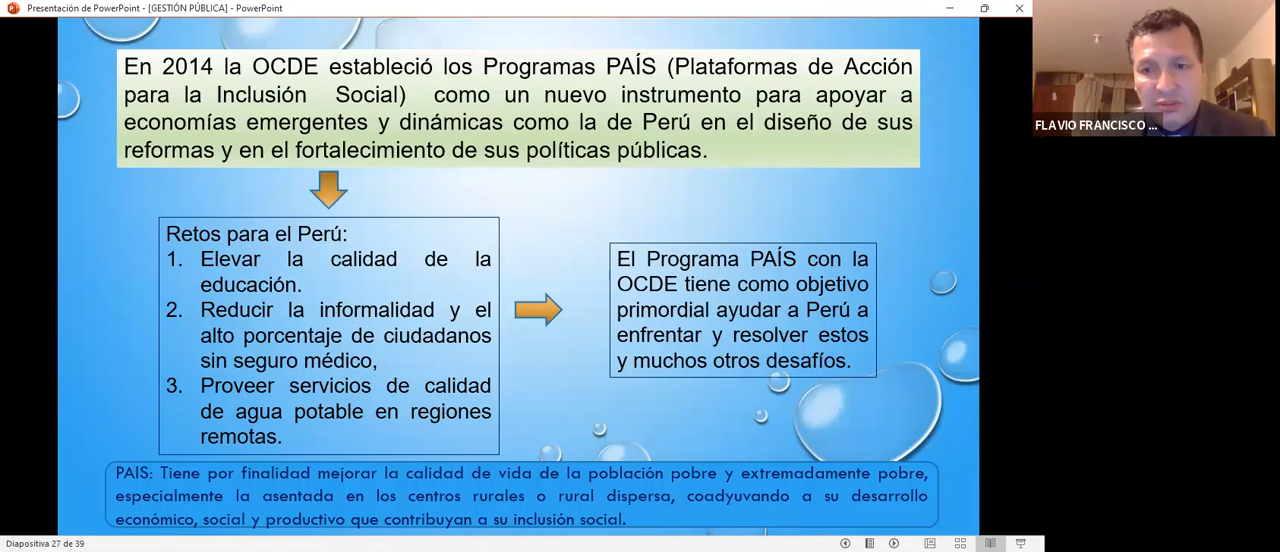 Presentación de PowerPoint - [GESTIÓN PÚBLICA] - PowerPoint
FLAVIO FRANCISCO ...
En 2014 la OCDE estableció los Programas PAÍS (Plataformas de Acción
para la Inclusión Social) como un nuevo instrumento para apoyar a
economías emergentes y dinámicas como la de Perú en el diseño de sus
reformas y en el fortalecimiento de sus políticas públicas.
Retos para el Perú:
1. Elevar la calidad de la
educación.
2. Reducir la informalidad y el
alto porcentaje de ciudadanos
sin seguro médico,
3. Proveer servicios de calidad
de agua potable en regiones
remotas.
El Programa PAÍS con la
OCDE tiene como objetivo
primordial ayudar a Perú a
enfrentar y resolver estos
y muchos otros desafíos.
PAIS: Tiene por finalidad mejorar la calidad de vida de la población pobre y extremadamente pobre,
especialmente la asentada en los centros rurales o rural dispersa, coadyuvando a su desarrollo
económico, social y productivo que contribuyan a su inclusión social.
Diapositiva 27 de 39